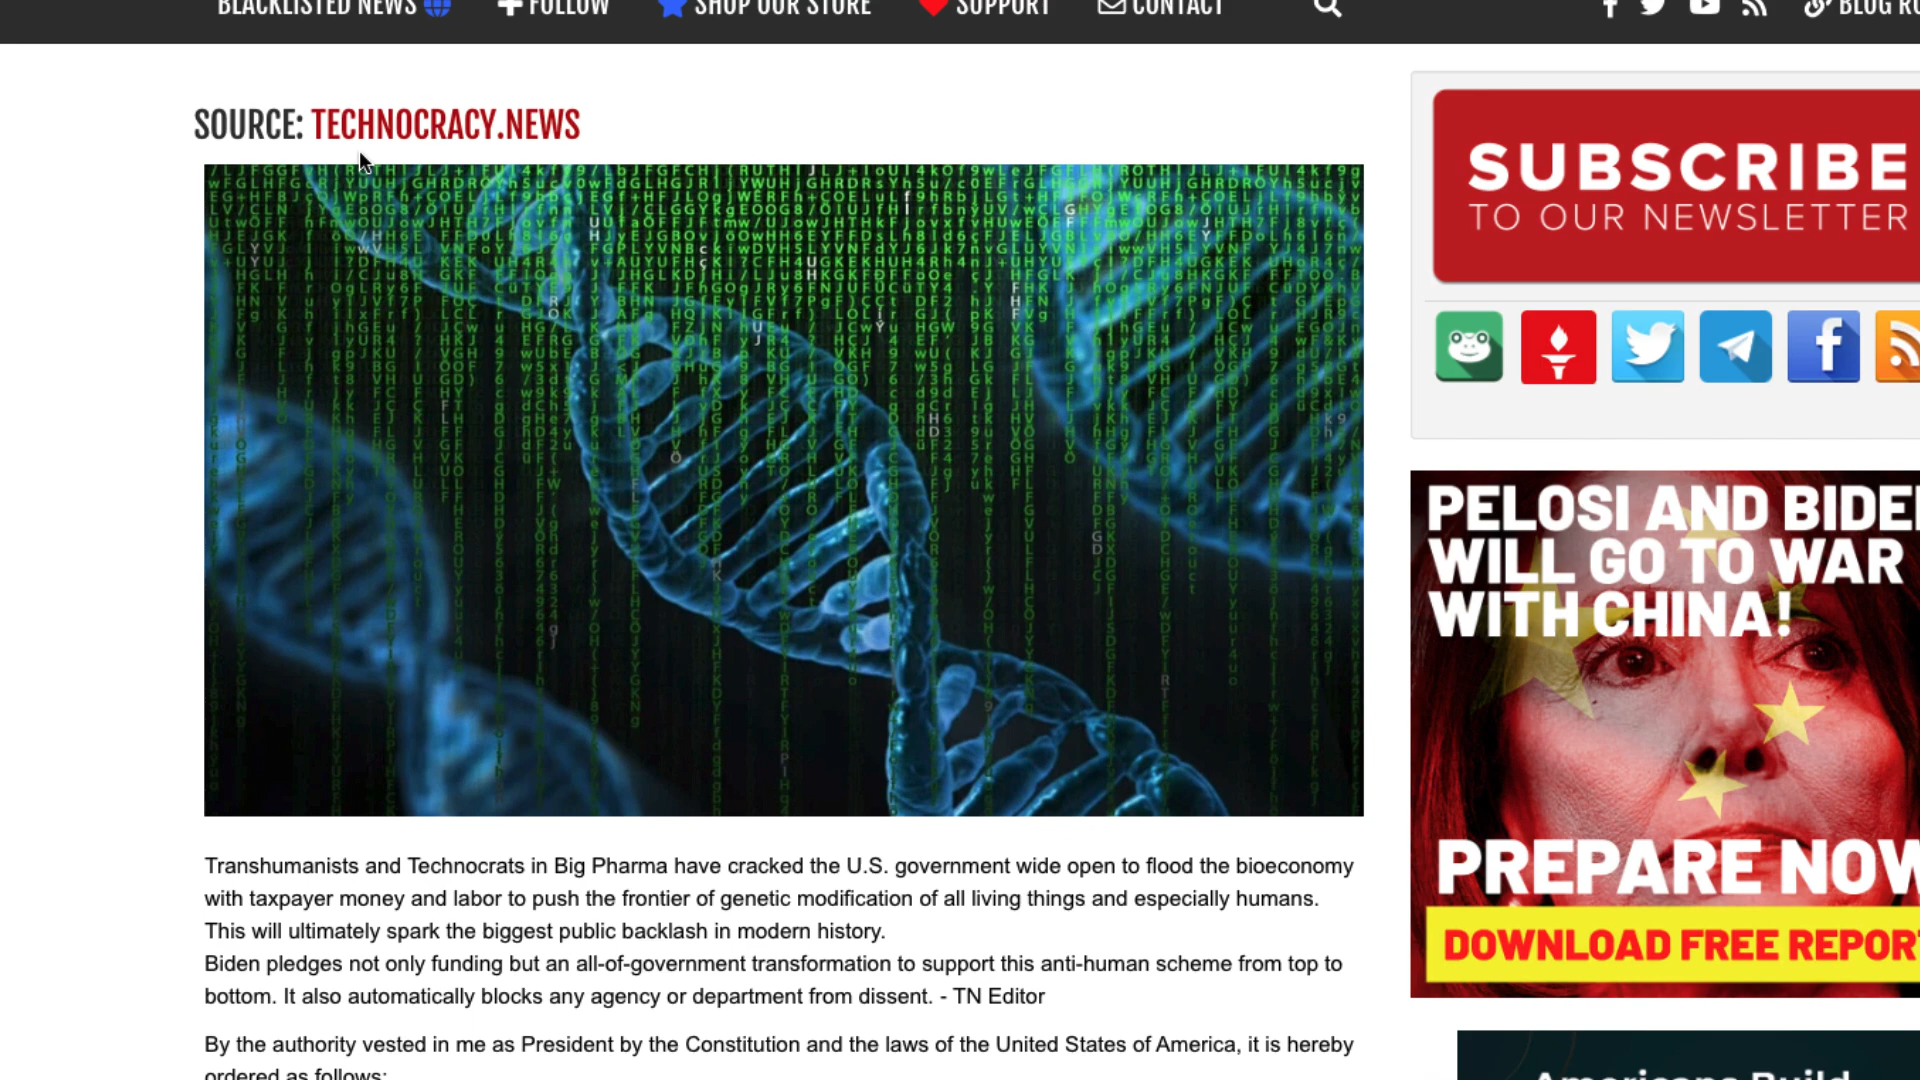 BLACKLISTED NEWS
FOLLOW
SHOP OUR STORE
SUPPORT
CONTACT
BLOG
SOURCE: TECHNOCRACY.NEWS
SUBSCRIBE
TO OUR NEWSLETTER
PELOSI AND BIDE
WILL GO TO WAR
WITH CHINA!
PREPARE NOW
DOWNLOAD FREE REPOR
Transhumanists and Technocrats in Big Pharma have cracked the U.S. government wide open to flood the bioeconomy
with taxpayer money and labor to push the frontier of genetic modification of all living things and especially humans.
This will ultimately spark the biggest public backlash in modern history.
Biden pledges not only funding but an all-of-government transformation to support this anti-human scheme from top to
bottom. It also automatically blocks any agency or department from dissent. - TN Editor
By the authority vested in me as President by the Constitution and the laws of the United States of America, it is hereby
ordered as follows:
Americans Build